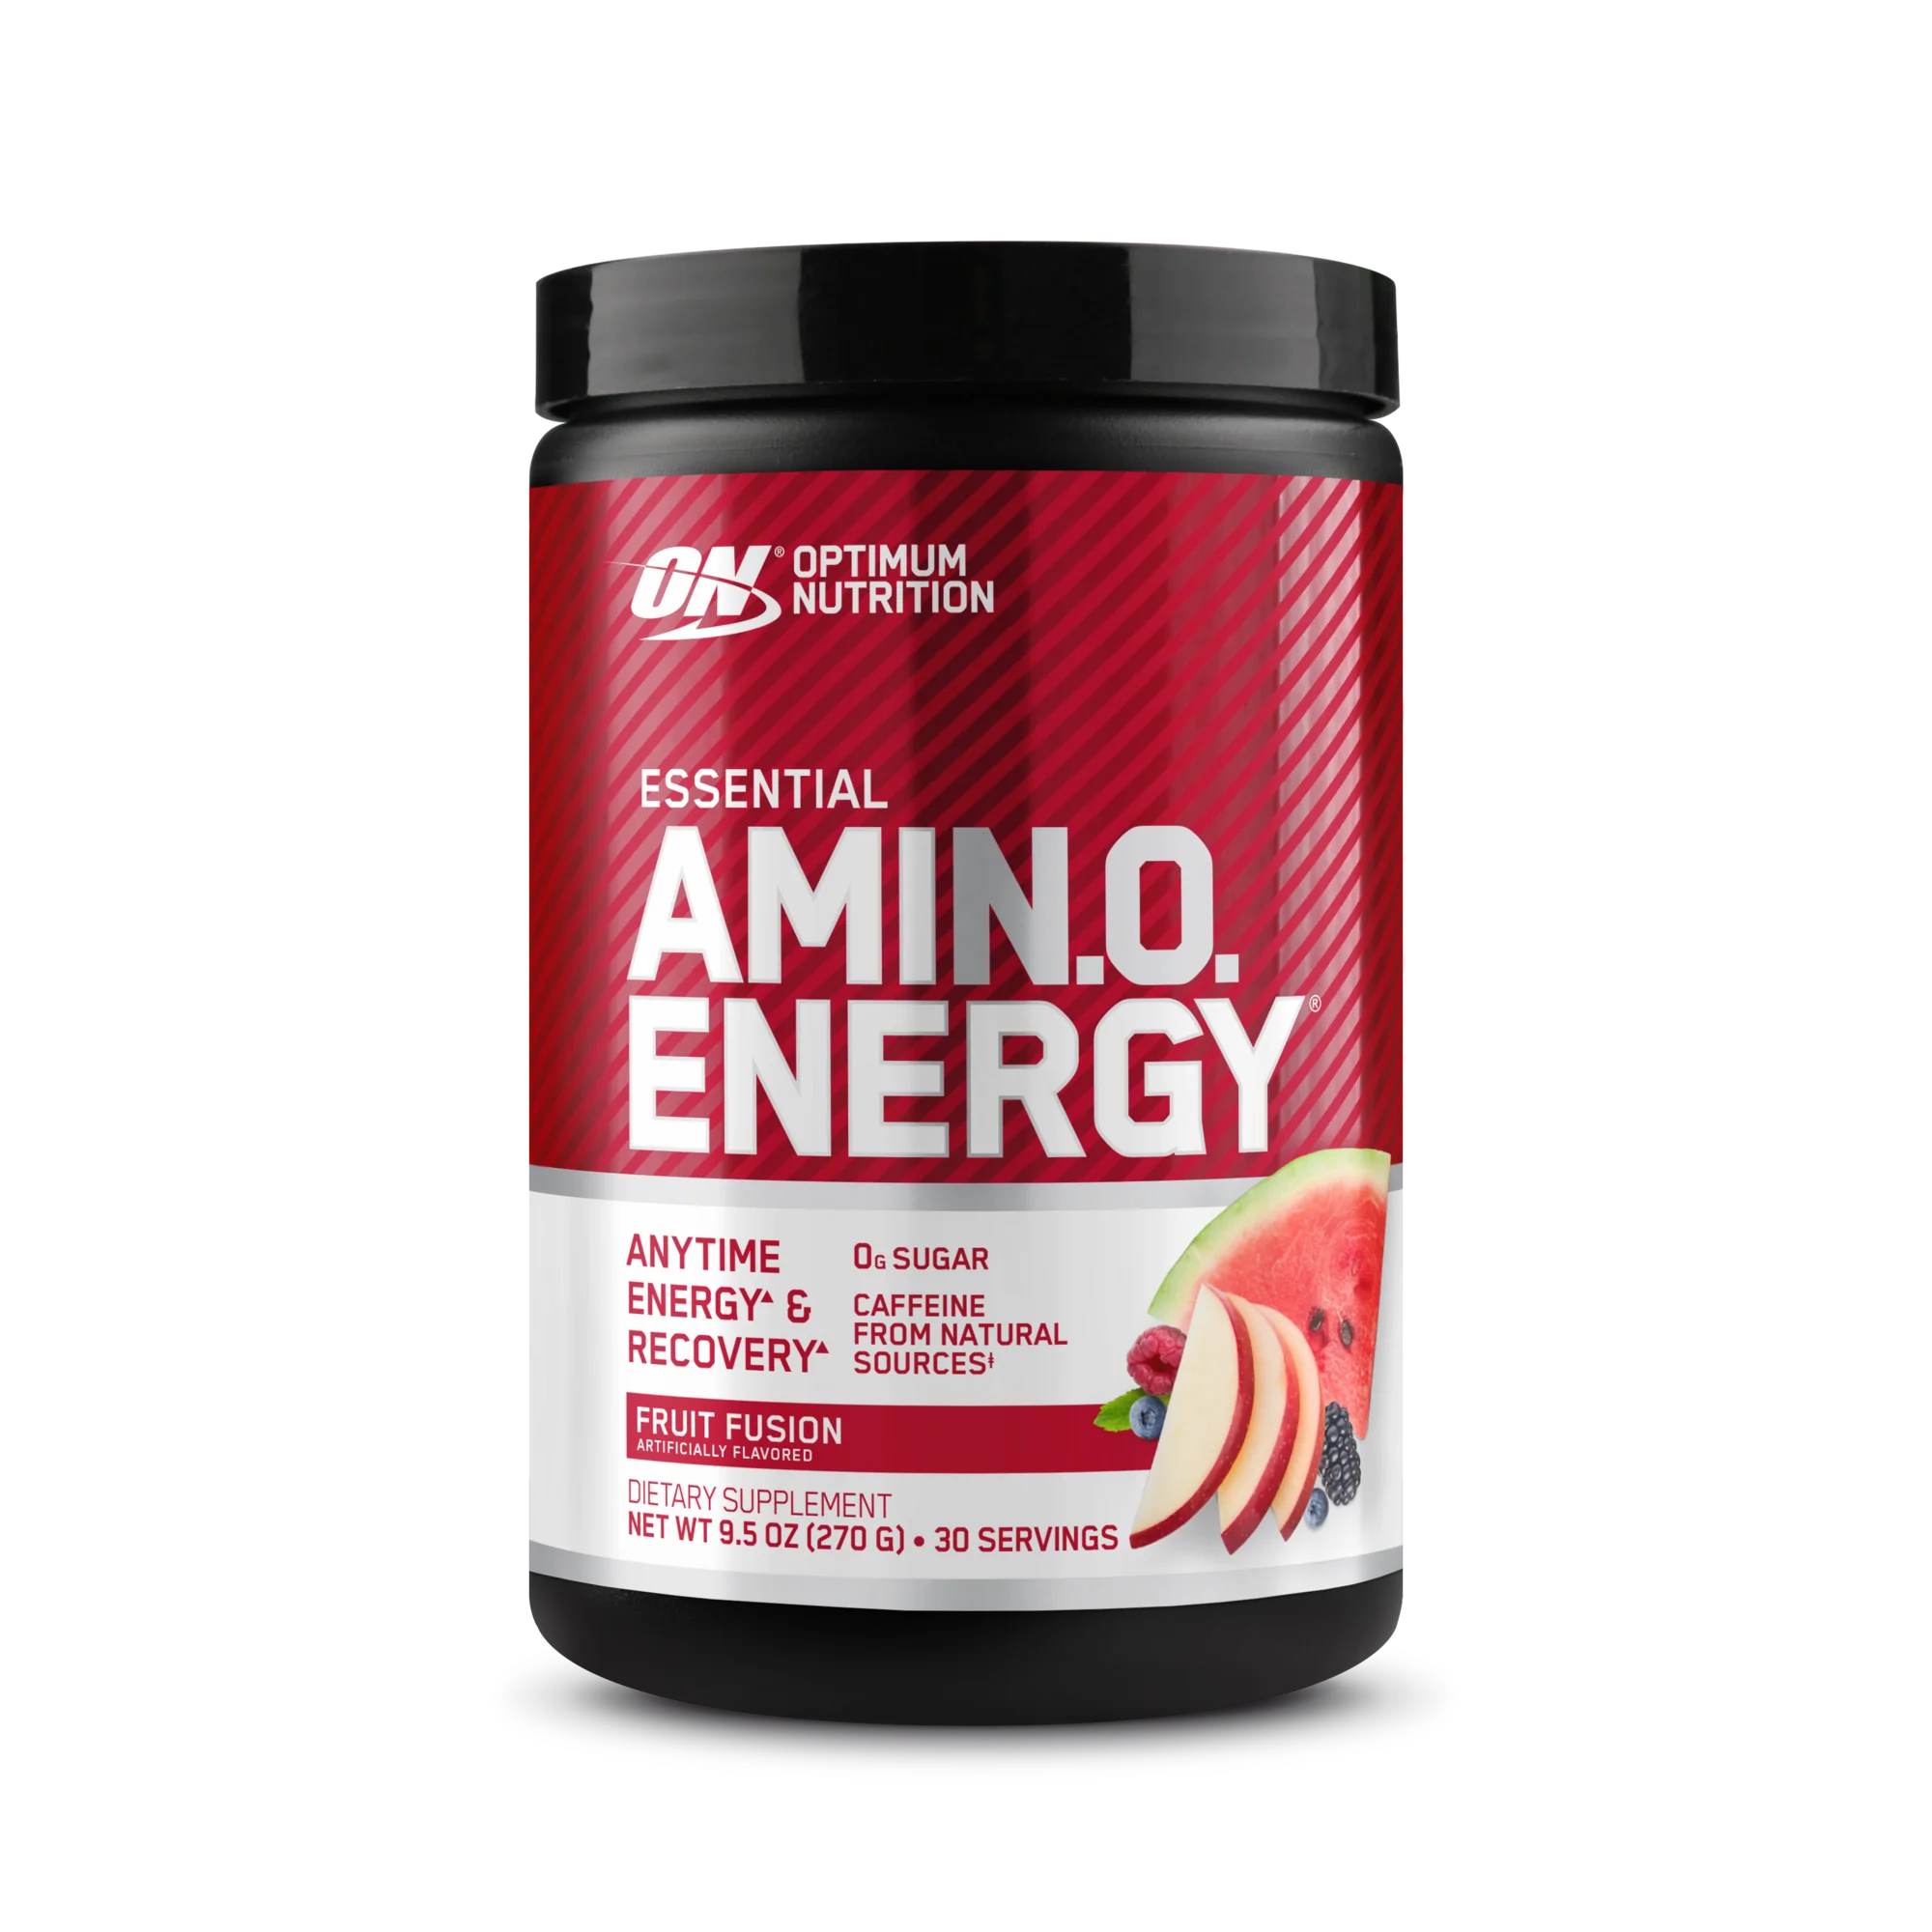 ON® OPTIMUM
NUTRITION
ESSENTIAL
AMIN.O.
ENERGY®
ANYTIME
ENERGY▲ &
RECOVERY▲
0G SUGAR
CAFFEINE
FROM NATURAL
SOURCES‡
FRUIT FUSION
ARTIFICIALLY FLAVORED
DIETARY SUPPLEMENT
NET WT 9.5 OZ (270 G) • 30 SERVINGS